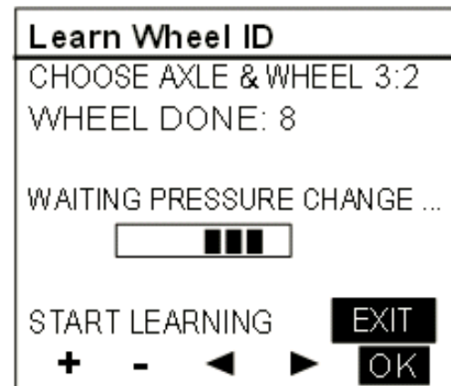 Learn Wheel ID
CHOOSE AXLE & WHEEL 3:2
WHEEL DONE: 8
WAITING PRESSURE CHANGE ...
START LEARNING EXIT
+ - ◀ ▶ OK